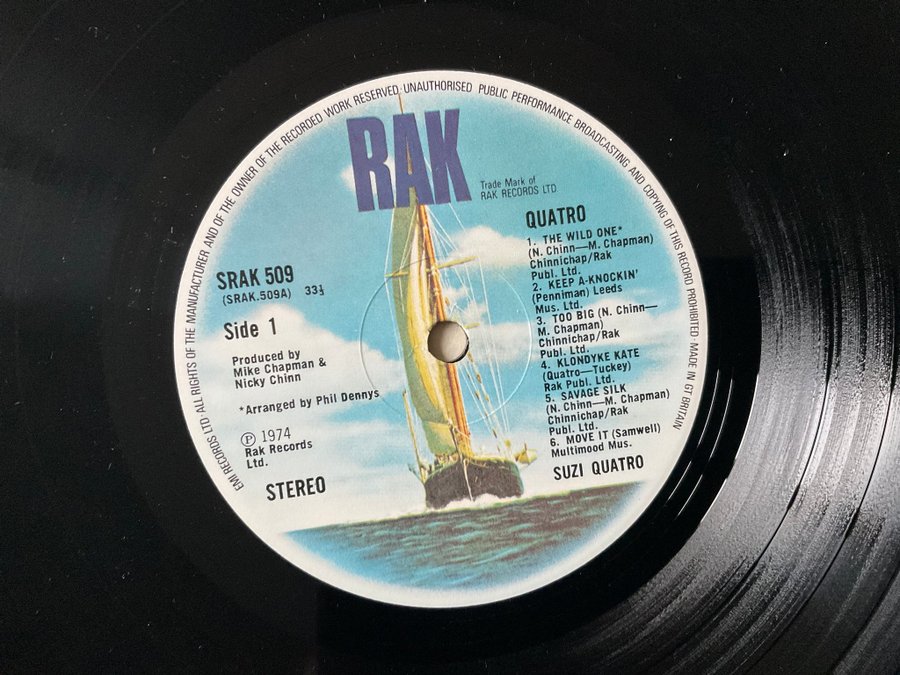 EMI RECORDS LTD·ALL RIGHTS OF THE MANUFACTURER AND OF THE OWNER OF THE RECORDED WORK RESERVED·UNAUTHORISED PUBLIC PERFORMANCE BROADCASTING AND COPYING OF THIS RECORD PROHIBITED·MADE IN GT BRITAIN
RAK
Trade Mark of
RAK RECORDS LTD
SRAK 509
(SRAK.509A) 33⅓
Side 1
Produced by
Mike Chapman &
Nicky Chinn
*Arranged by Phil Dennys
Ⓟ 1974
Rak Records
Ltd.
STEREO
QUATRO
1. THE WILD ONE*
(N. Chinn—M. Chapman)
Chinnichap/Rak
Publ. Ltd.
2. KEEP A-KNOCKIN'
(Penniman) Leeds
Mus. Ltd.
3. TOO BIG (N. Chinn—
M. Chapman)
Chinnichap/Rak
Publ. Ltd.
4. KLONDYKE KATE
(Quatro—Tuckey)
Rak Publ. Ltd.
5. SAVAGE SILK
(N. Chinn—M. Chapman)
Chinnichap/Rak
Publ. Ltd.
6. MOVE IT (Samwell)
Multimood Mus.
SUZI QUATRO